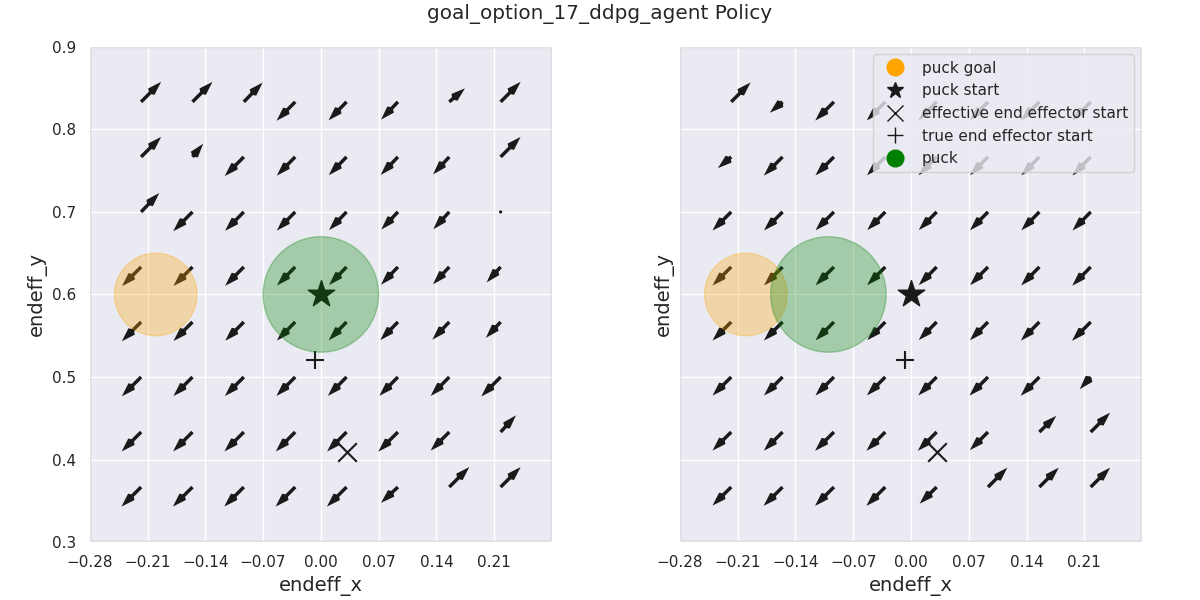 goal_option_17_ddpg_agent Policy
0.9
0.8
0.7
0.6
0.5
0.4
0.3
endeff_y
−0.28 −0.21 −0.14 −0.07 0.00 0.07 0.14 0.21
endeff_x
puck goal
puck start
effective end effector start
true end effector start
puck
endeff_y
−0.28 −0.21 −0.14 −0.07 0.00 0.07 0.14 0.21
endeff_x